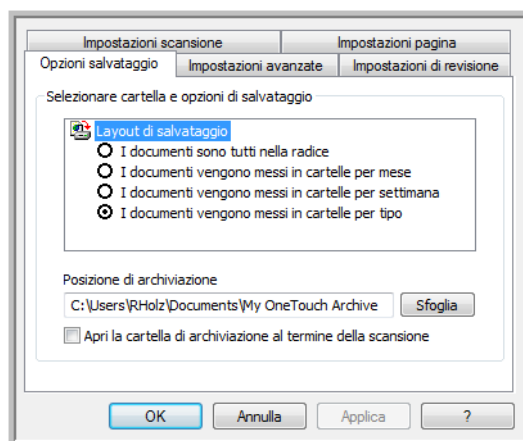 Impostazioni scansione
Impostazioni pagina
Opzioni salvataggio
Impostazioni avanzate
Impostazioni di revisione
Selezionare cartella e opzioni di salvataggio
Layout di salvataggio
I documenti sono tutti nella radice
I documenti vengono messi in cartelle per mese
I documenti vengono messi in cartelle per settimana
I documenti vengono messi in cartelle per tipo
Posizione di archiviazione
C:\Users\RHolz\Documents\My OneTouch Archive
Sfoglia
Apri la cartella di archiviazione al termine della scansione
OK
Annulla
Applica
?